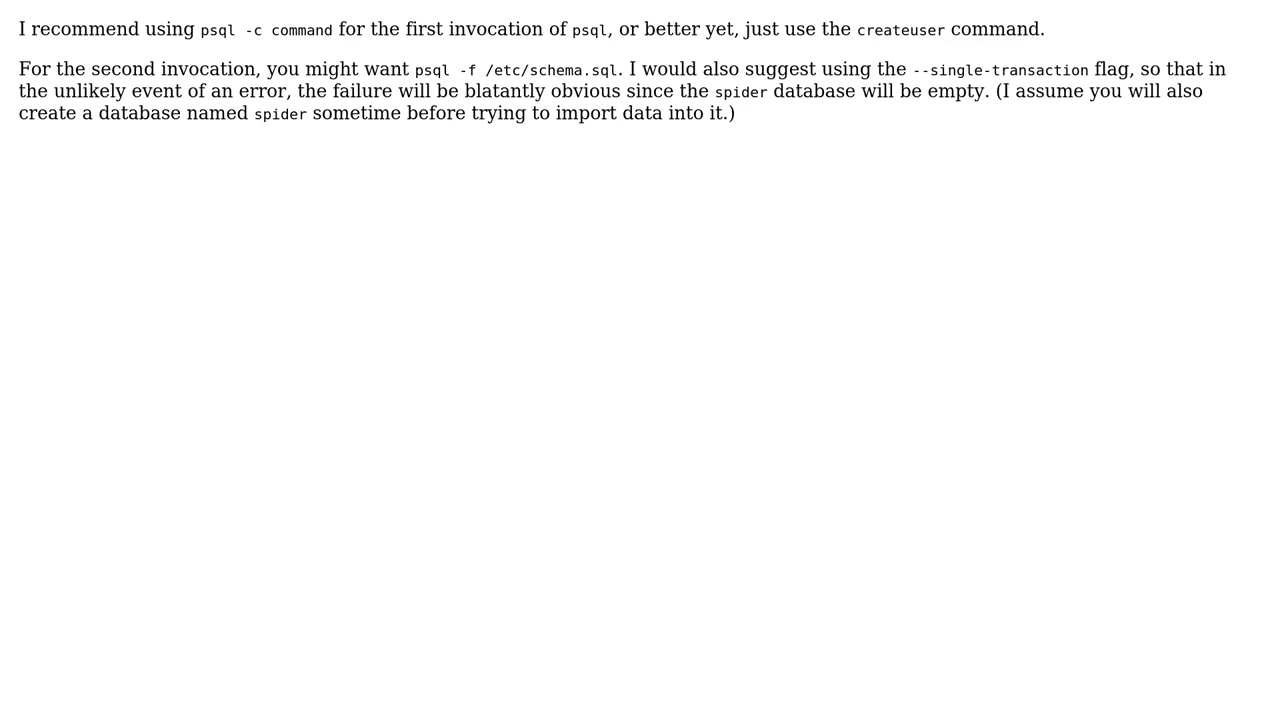 I recommend using psql -c command for the first invocation of psql, or better yet, just use the createuser command.
For the second invocation, you might want psql -f /etc/schema.sql. I would also suggest using the --single-transaction flag, so that in
the unlikely event of an error, the failure will be blatantly obvious since the spider database will be empty. (I assume you will also
create a database named spider sometime before trying to import data into it.)